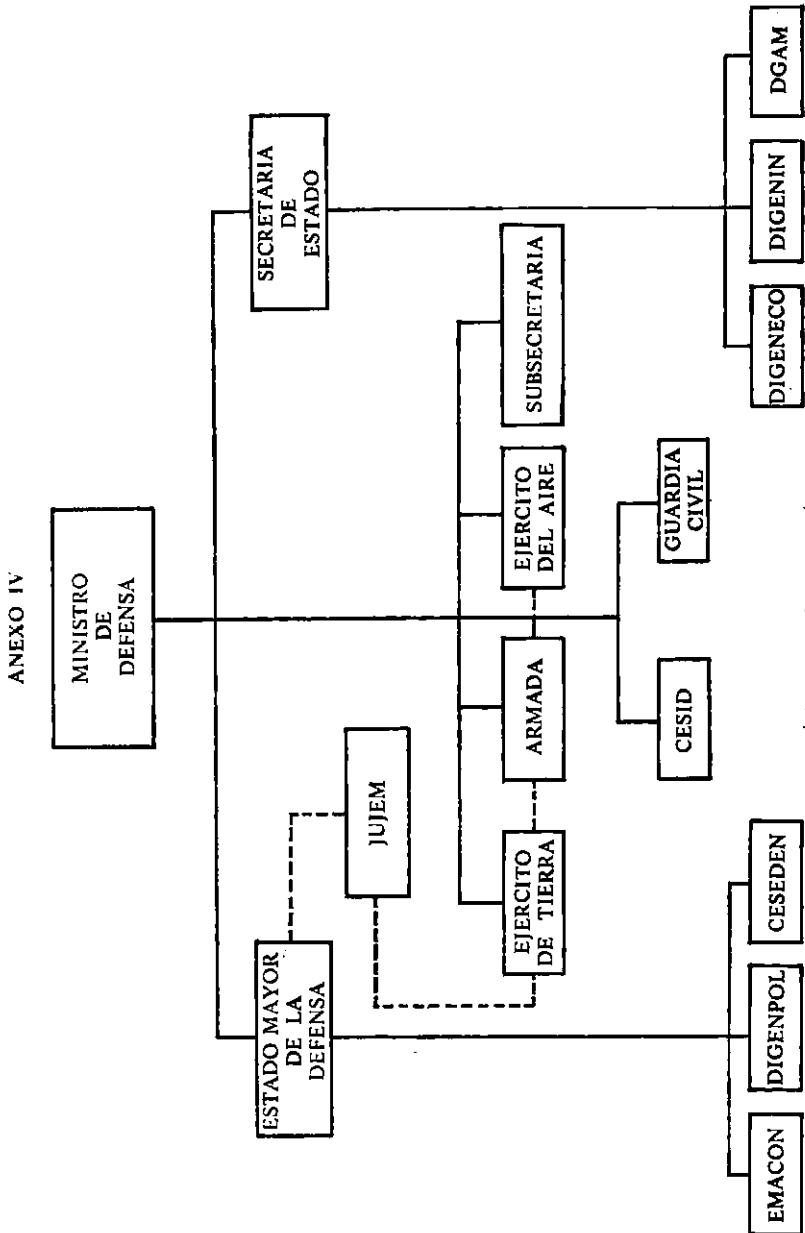 ANEXO IV
MINISTRO
DE
DEFENSA
ESTADO MAYOR
DE LA
DEFENSA
SECRETARIA
DE
ESTADO
JUJEM
EJERCITO
DE TIERRA
ARMADA
EJERCITO
DEL AIRE
SUBSECRETARIA
CESID
GUARDIA
CIVIL
EMACON
DIGENPOL
CESEDEN
DIGENECO
DIGENIN
DGAM